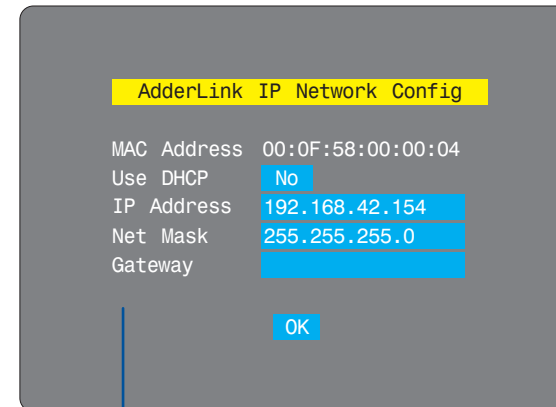 AdderLink IP Network Config
MAC Address 00:0F:58:00:00:04
Use DHCP No
IP Address 192.168.42.154
Net Mask 255.255.255.0
Gateway
OK